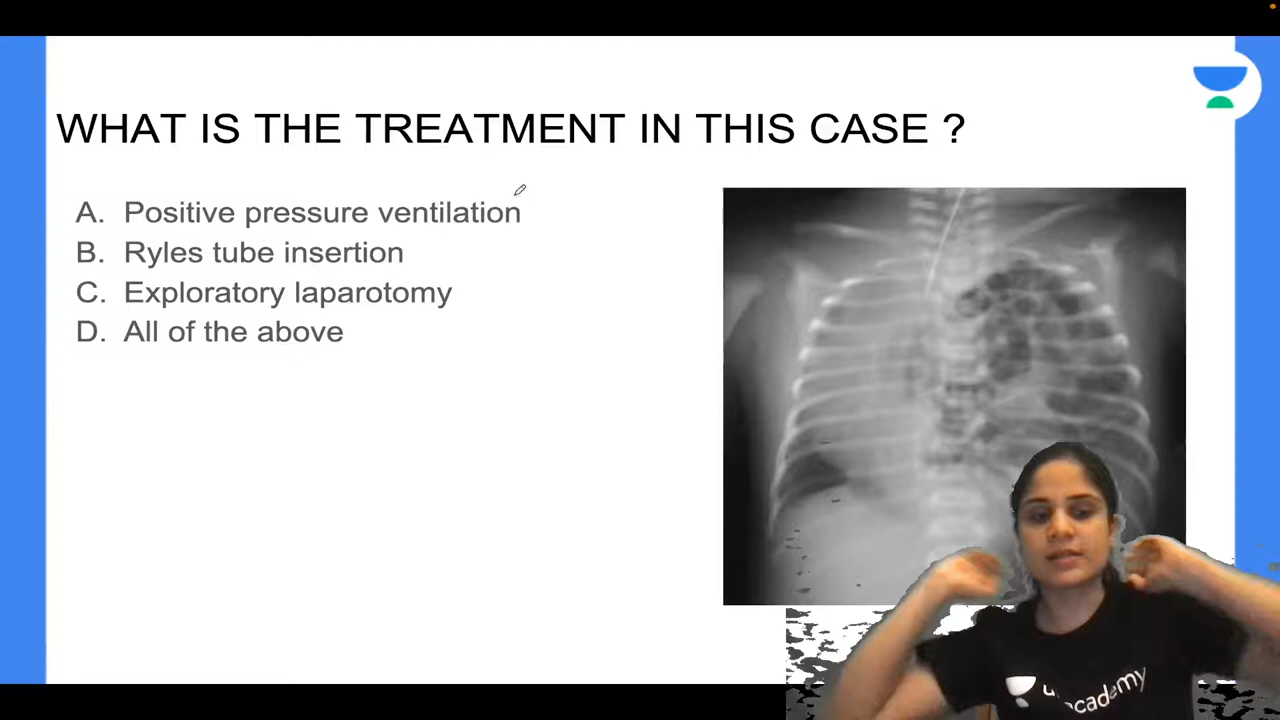 WHAT IS THE TREATMENT IN THIS CASE ?
A. Positive pressure ventilation
B. Ryles tube insertion
C. Exploratory laparotomy
D. All of the above